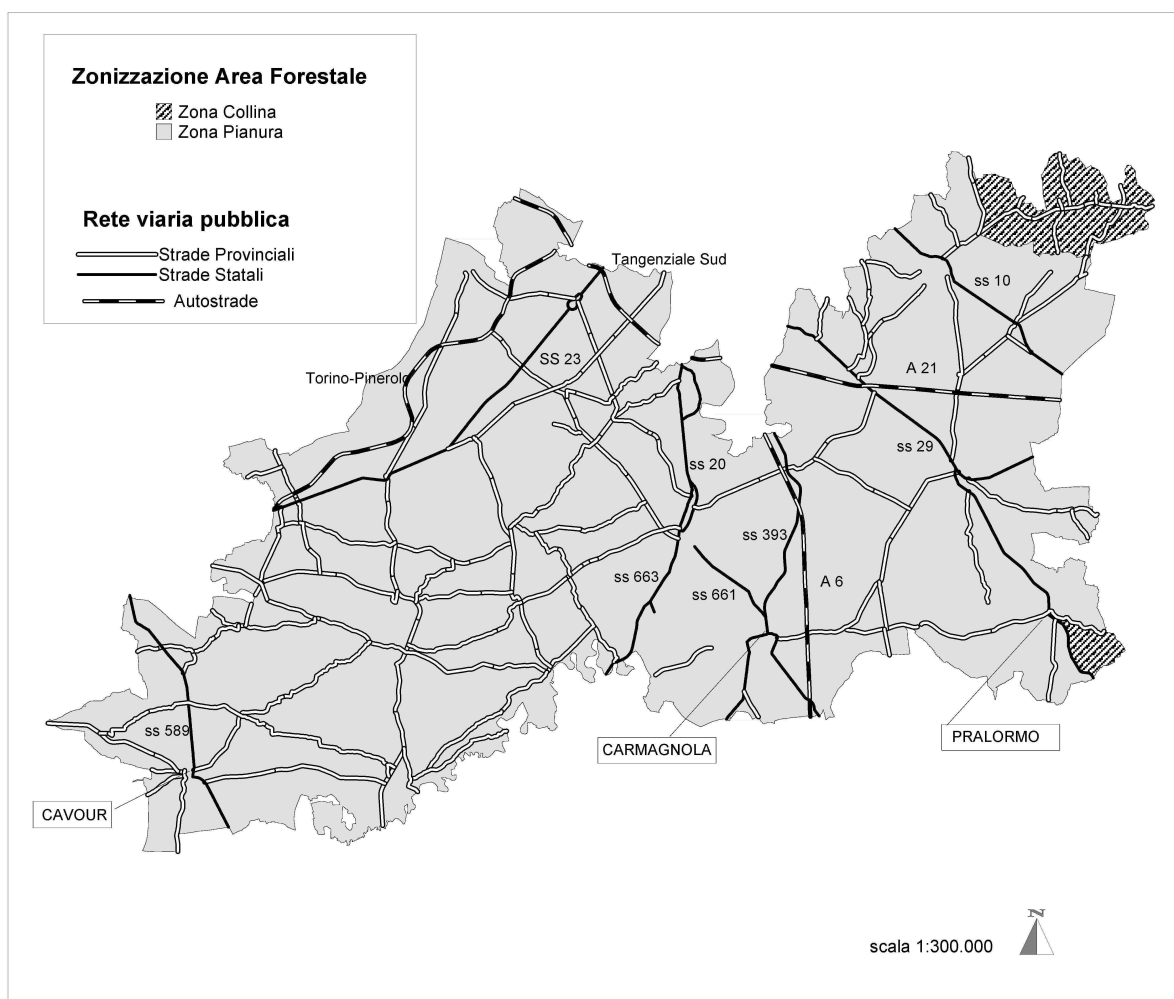 Zonizzazione Area Forestale
Zona Collina
Zona Pianura
Rete viaria pubblica
Strade Provinciali
Strade Statali
Autostrade
Tangenziale Sud
ss 10
SS 23
A 21
Torino-Pinerolo
ss 29
ss 20
ss 393
ss 663
A 6
ss 661
ss 589
CARMAGNOLA
PRALORMO
CAVOUR
N
scala 1:300.000